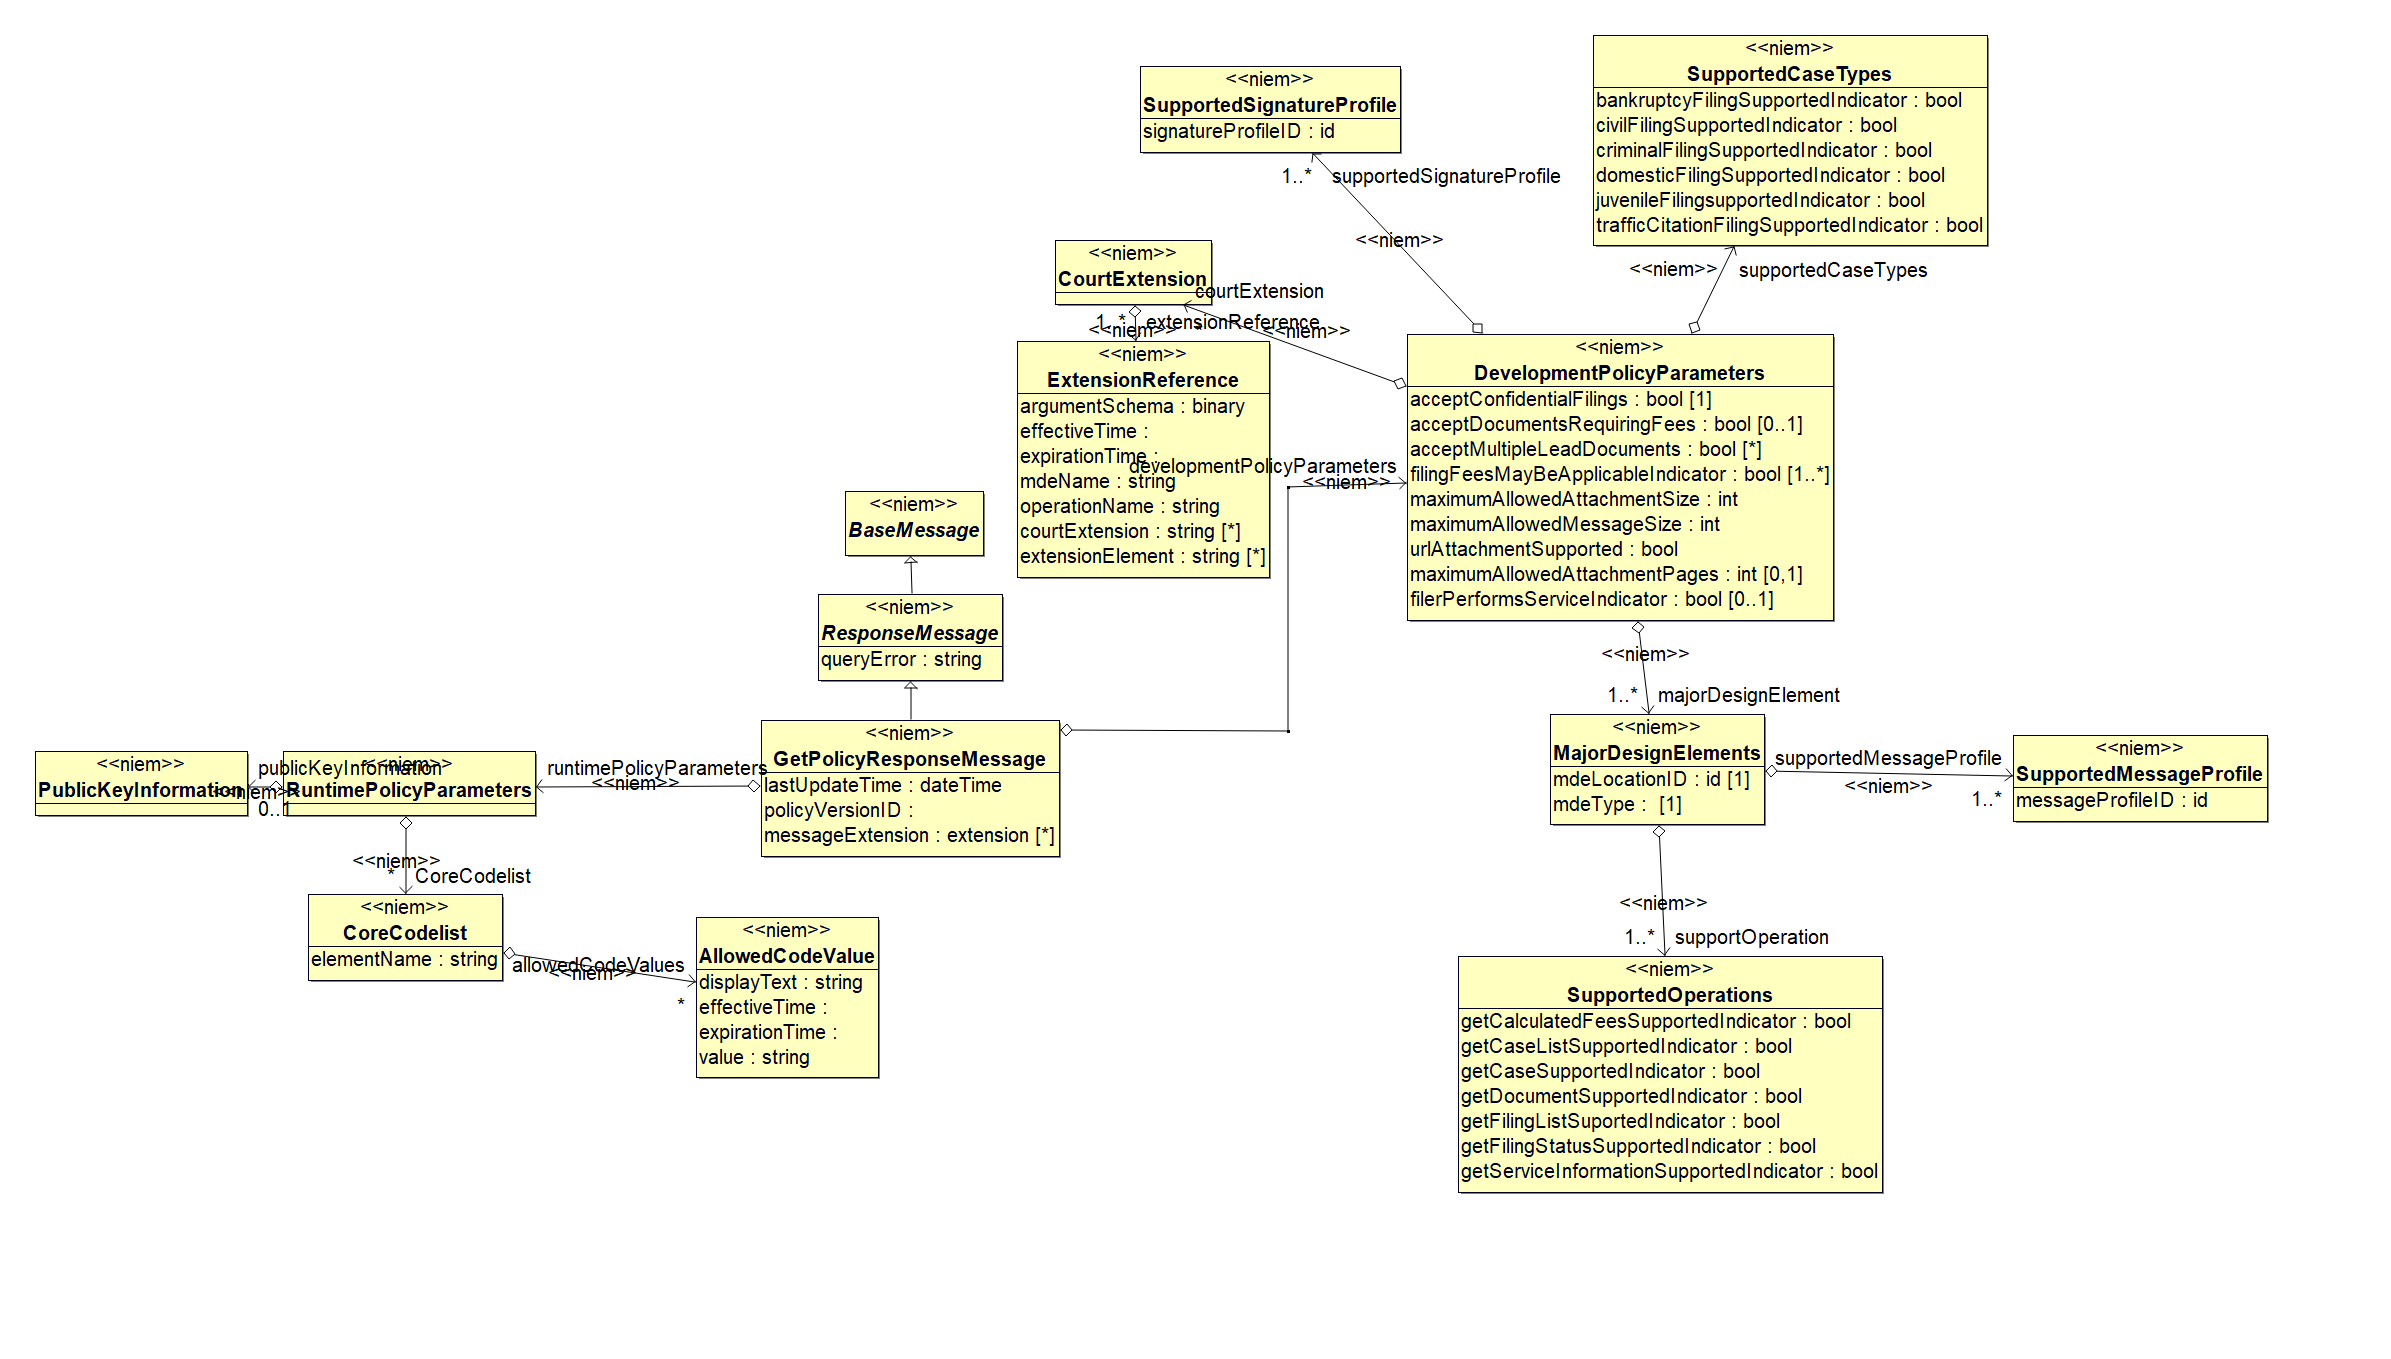 <<niem>>
SupportedCaseTypes
bankruptcyFilingSupportedIndicator : bool
civilFilingSupportedIndicator : bool
criminalFilingSupportedIndicator : bool
domesticFilingSupportedIndicator : bool
juvenileFilingsupportedIndicator : bool
trafficCitationFilingSupportedIndicator : bool
<<niem>>
SupportedSignatureProfile
signatureProfileID : id
1..* supportedSignatureProfile
<<niem>>
<<niem>> supportedCaseTypes
<<niem>>
CourtExtension
courtExtension
*
<<niem>>
1..* extensionReference
<<niem>>
<<niem>>
ExtensionReference
argumentSchema : binary
effectiveTime :
expirationTime :
mdeName : string
operationName : string
courtExtension : string [*]
extensionElement : string [*]
<<niem>>
DevelopmentPolicyParameters
acceptConfidentialFilings : bool [1]
acceptDocumentsRequiringFees : bool [0..1]
acceptMultipleLeadDocuments : bool [*]
filingFeesMayBeApplicableIndicator : bool [1..*]
maximumAllowedAttachmentSize : int
maximumAllowedMessageSize : int
urlAttachmentSupported : bool
maximumAllowedAttachmentPages : int [0,1]
filerPerformsServiceIndicator : bool [0..1]
developmentPolicyParameters
<<niem>>
<<niem>>
BaseMessage
<<niem>>
ResponseMessage
queryError : string
<<niem>>
GetPolicyResponseMessage
lastUpdateTime : dateTime
policyVersionID :
messageExtension : extension [*]
runtimePolicyParameters
<<niem>>
<<niem>>
RuntimePolicyParameters
publicKeyInformation
<<niem>>
0..1
<<niem>>
PublicKeyInformation
<<niem>>
* CoreCodelist
<<niem>>
CoreCodelist
elementName : string
allowedCodeValues
<<niem>>
*
<<niem>>
AllowedCodeValue
displayText : string
effectiveTime :
expirationTime :
value : string
<<niem>>
1..* majorDesignElement
<<niem>>
MajorDesignElements
mdeLocationID : id [1]
mdeType : [1]
supportedMessageProfile
<<niem>>
1..*
<<niem>>
SupportedMessageProfile
messageProfileID : id
<<niem>>
1..* supportOperation
<<niem>>
SupportedOperations
getCalculatedFeesSupportedIndicator : bool
getCaseListSupportedIndicator : bool
getCaseSupportedIndicator : bool
getDocumentSupportedIndicator : bool
getFilingListSuportedIndicator : bool
getFilingStatusSupportedIndicator : bool
getServiceInformationSupportedIndicator : bool